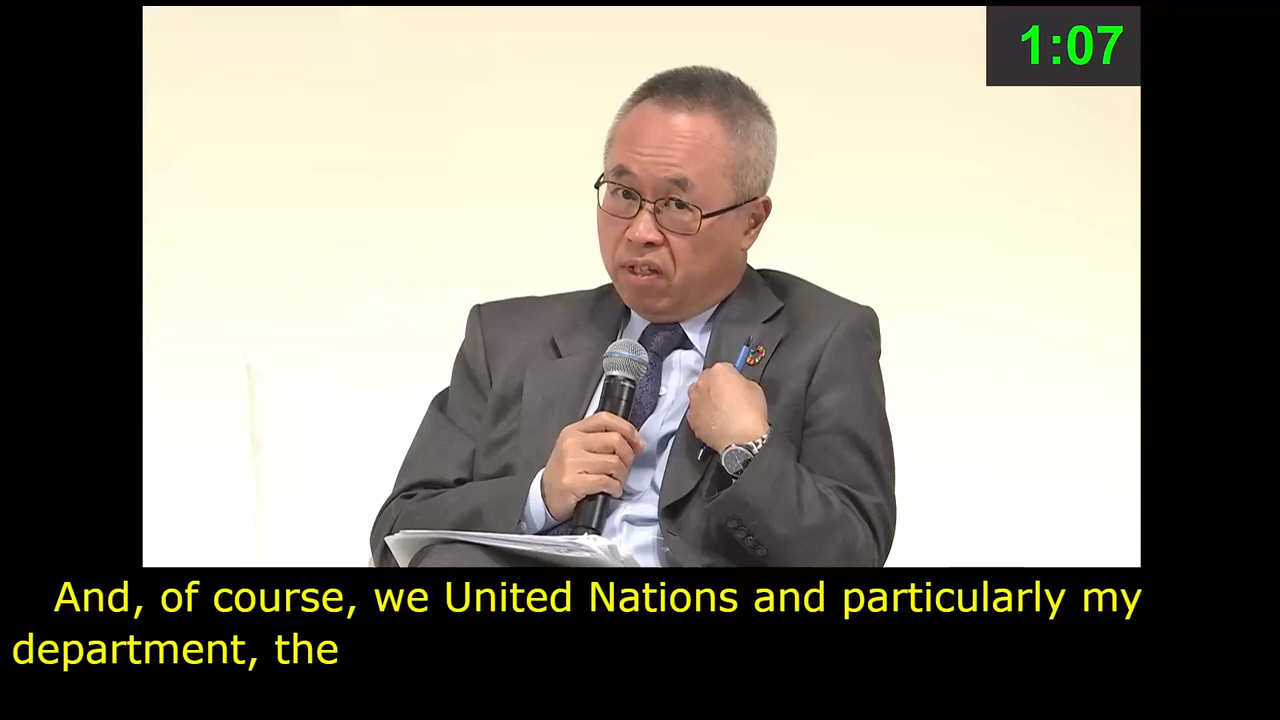 1:07
And, of course, we United Nations and particularly my
department, the